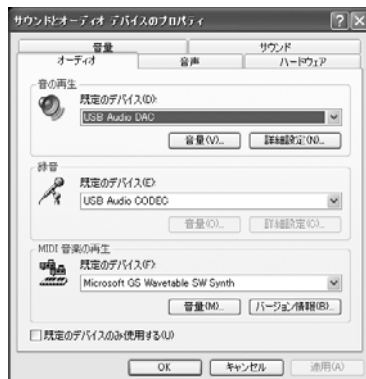 サウンドとオーディオ デバイスのプロパティ
音量
サウンド
オーディオ
音声
ハードウェア
音の再生
既定のデバイス(D):
USB Audio DAC
音量(V)...
詳細設定(N)...
録音
既定のデバイス(E):
USB Audio CODEC
音量(O)...
詳細設定(C)...
MIDI 音楽の再生
既定のデバイス(F):
Microsoft GS Wavetable SW Synth
音量(M)...
バージョン情報(B)...
既定のデバイスのみ使用する(U)
OK
キャンセル
適用(A)